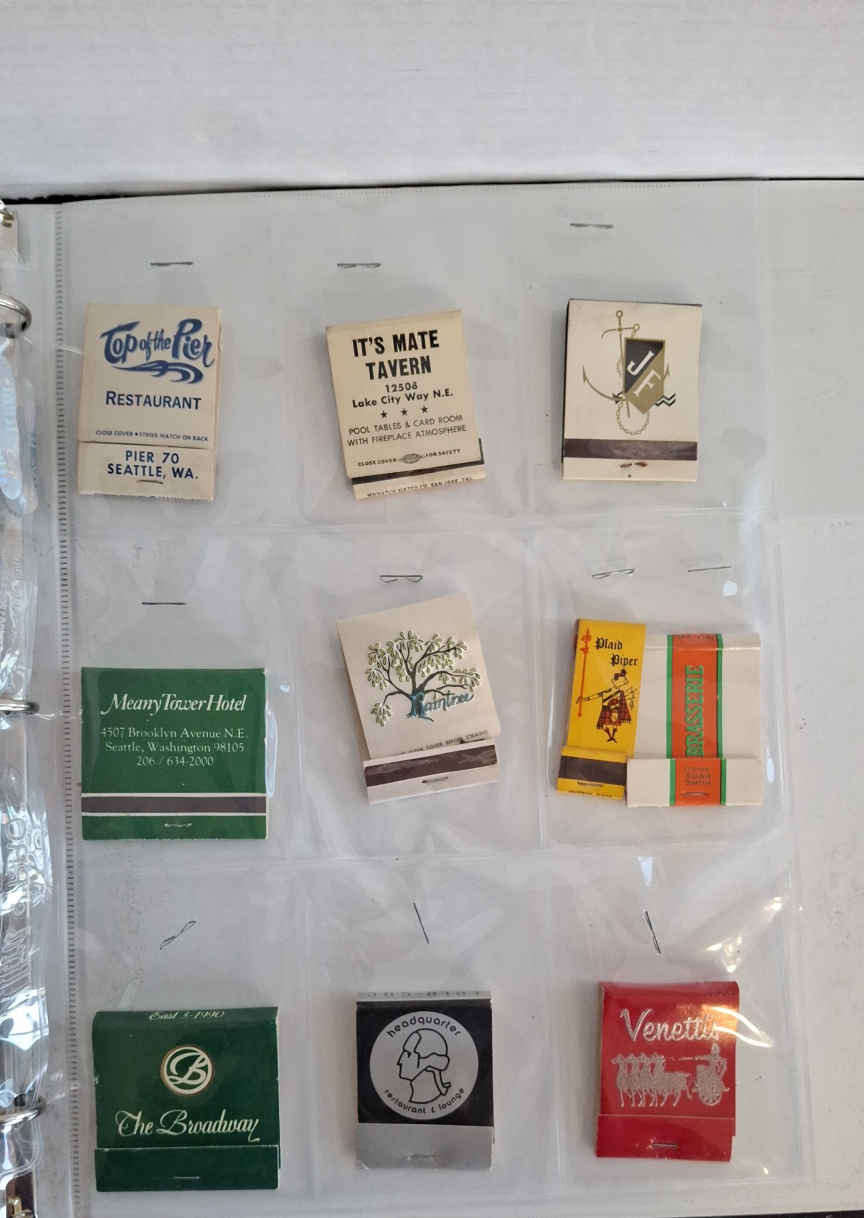 Top of the Pier
RESTAURANT
CLOSE COVER • STRIKE MATCH ON BACK
PIER 70
SEATTLE, WA.
IT'S MATE
TAVERN
12508
Lake City Way N.E.
★ ★ ★
POOL TABLES & CARD ROOM
WITH FIREPLACE ATMOSPHERE
CLOSE COVER FOR SAFETY
JF
Meany Tower Hotel
4507 Brooklyn Avenue N.E.
Seattle, Washington 98105
206/634-2000
Raintree
Plaid
Piper
BRASSERIE
East 3-1990
B
The Broadway
headquarter
restaurant & lounge